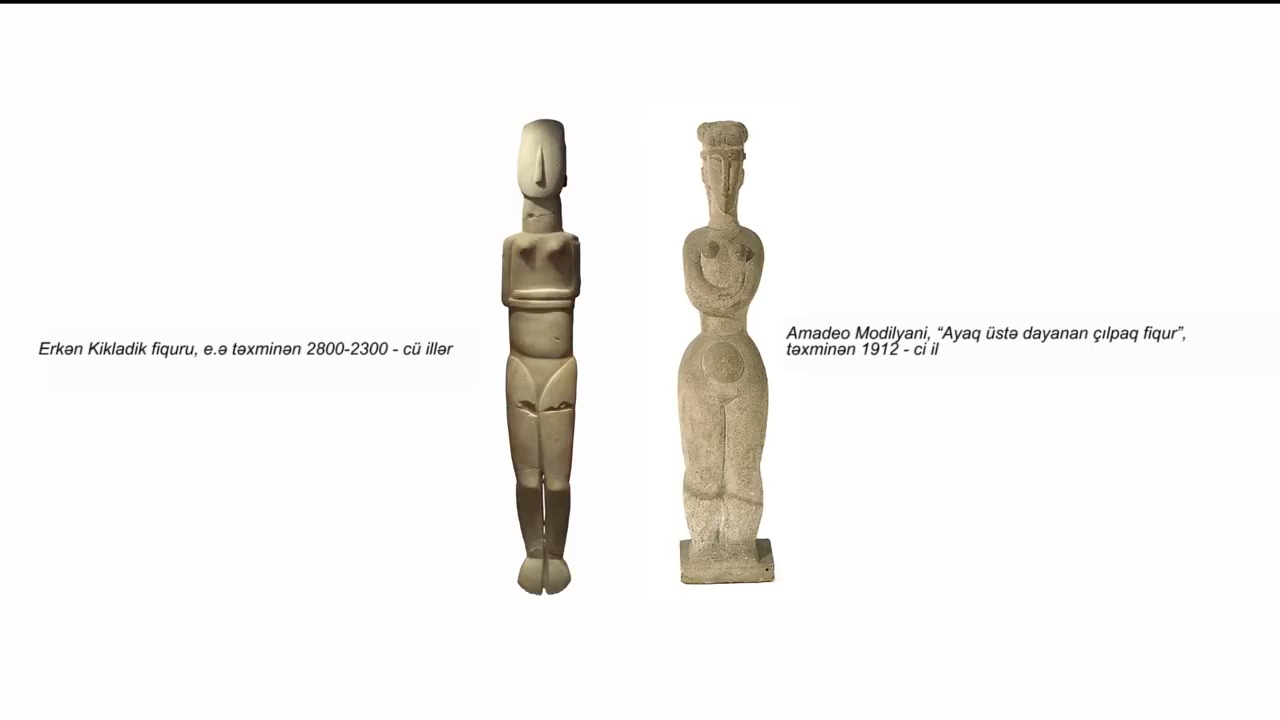 Erkən Kikladik fiquru, e.ə təxminən 2800-2300 - cü illər
Amadeo Modilyani, “Ayaq üstə dayanan çılpaq fiqur”,
təxminən 1912 - ci il